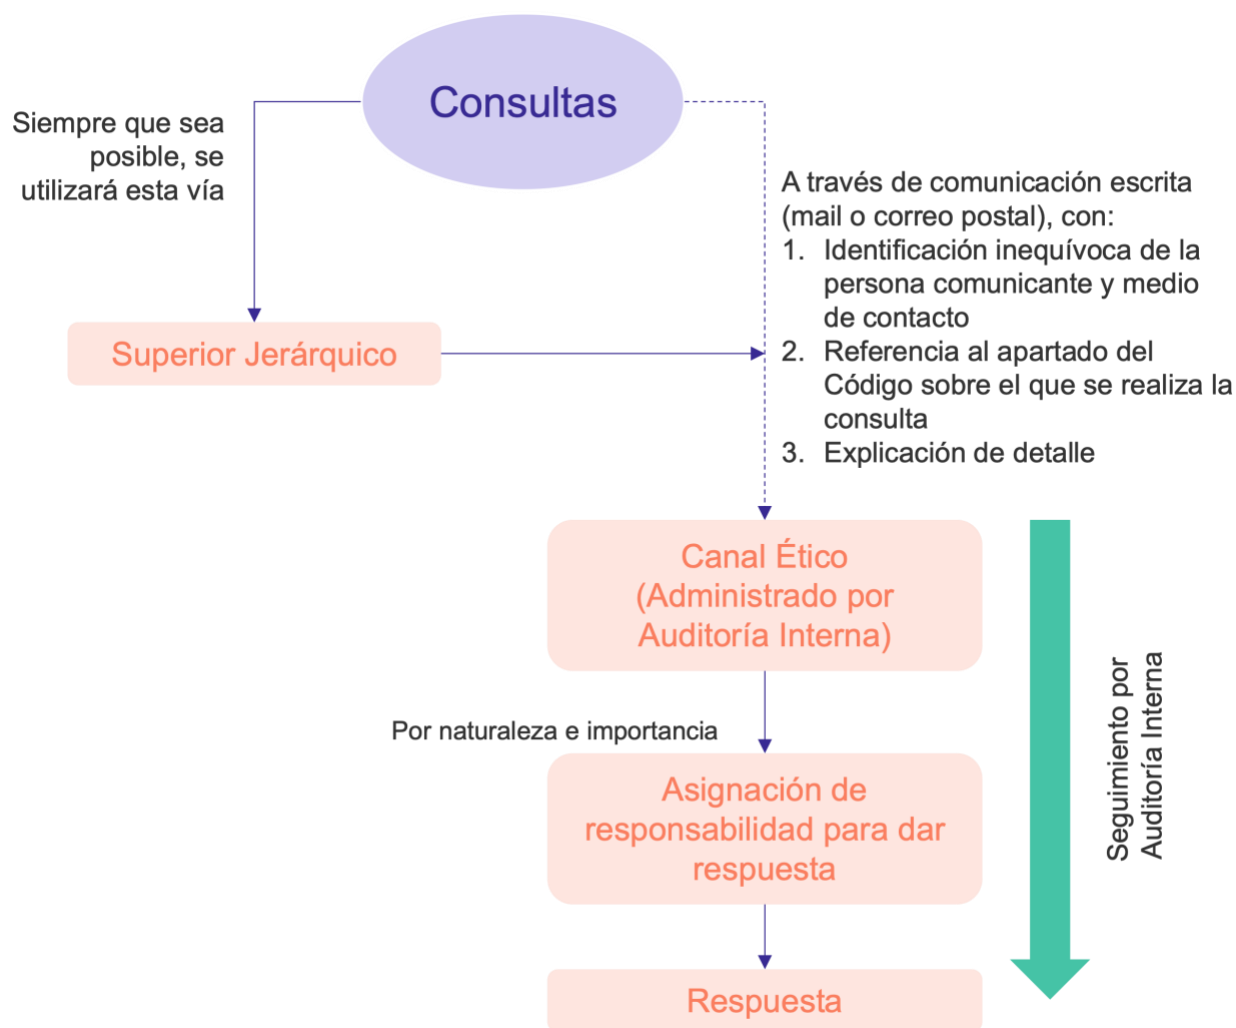 Consultas
Siempre que sea
posible, se
utilizará esta vía
A través de comunicación escrita
(mail o correo postal), con:
1. Identificación inequívoca de la
persona comunicante y medio
de contacto
2. Referencia al apartado del
Código sobre el que se realiza la
consulta
3. Explicación de detalle
Superior Jerárquico
Canal Ético
(Administrado por
Auditoría Interna)
Por naturaleza e importancia
Asignación de
responsabilidad para dar
respuesta
Respuesta
Seguimiento por
Auditoría Interna